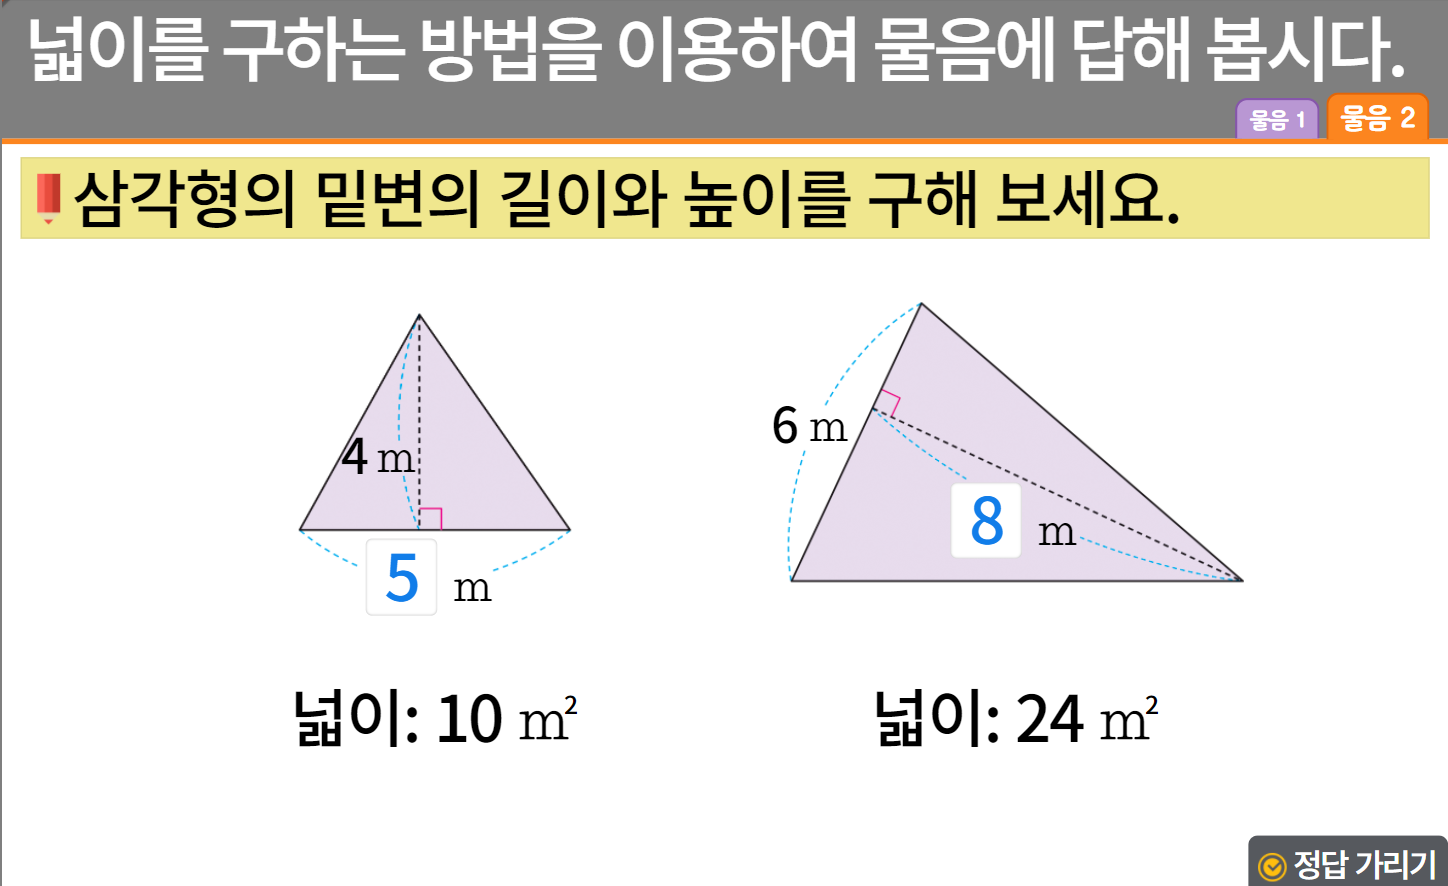 넓이를 구하는 방법을 이용하여 물음에 답해 봅시다.
물음 1 물음 2
삼각형의 밑변의 길이와 높이를 구해 보세요.
4 m
5 m
6 m
8 m
넓이: 10 m² 넓이: 24 m²
정답 가리기